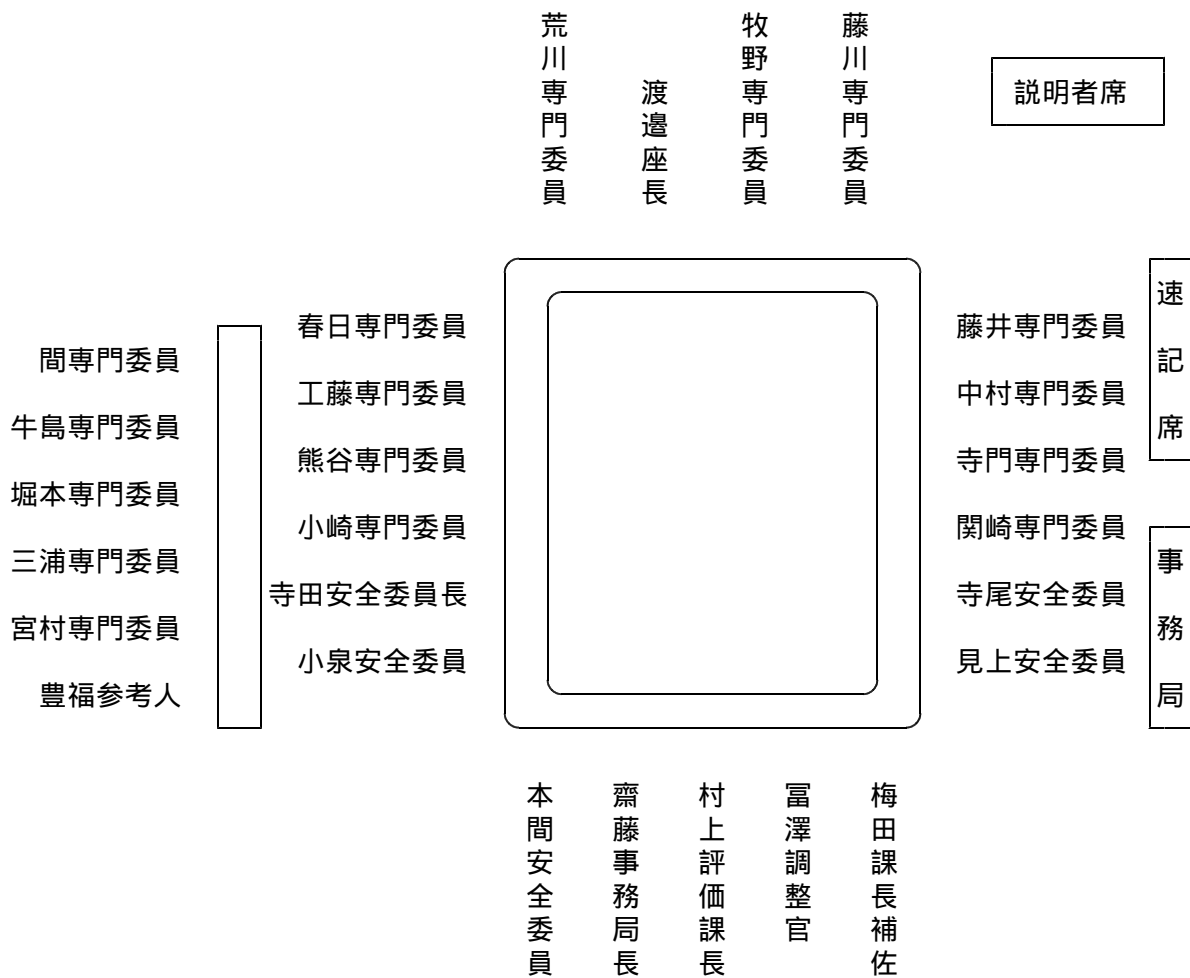 荒川専門委員
渡邉座長
牧野専門委員
藤川専門委員
説明者席
間専門委員
牛島専門委員
堀本専門委員
三浦専門委員
宮村専門委員
豊福参考人
春日専門委員
工藤専門委員
熊谷専門委員
小崎専門委員
寺田安全委員長
小泉安全委員
藤井専門委員
中村専門委員
寺門専門委員
関崎専門委員
寺尾安全委員
見上安全委員
速記席
事務局
本間安全委員
齋藤事務局長
村上評価課長
冨澤調整官
梅田課長補佐